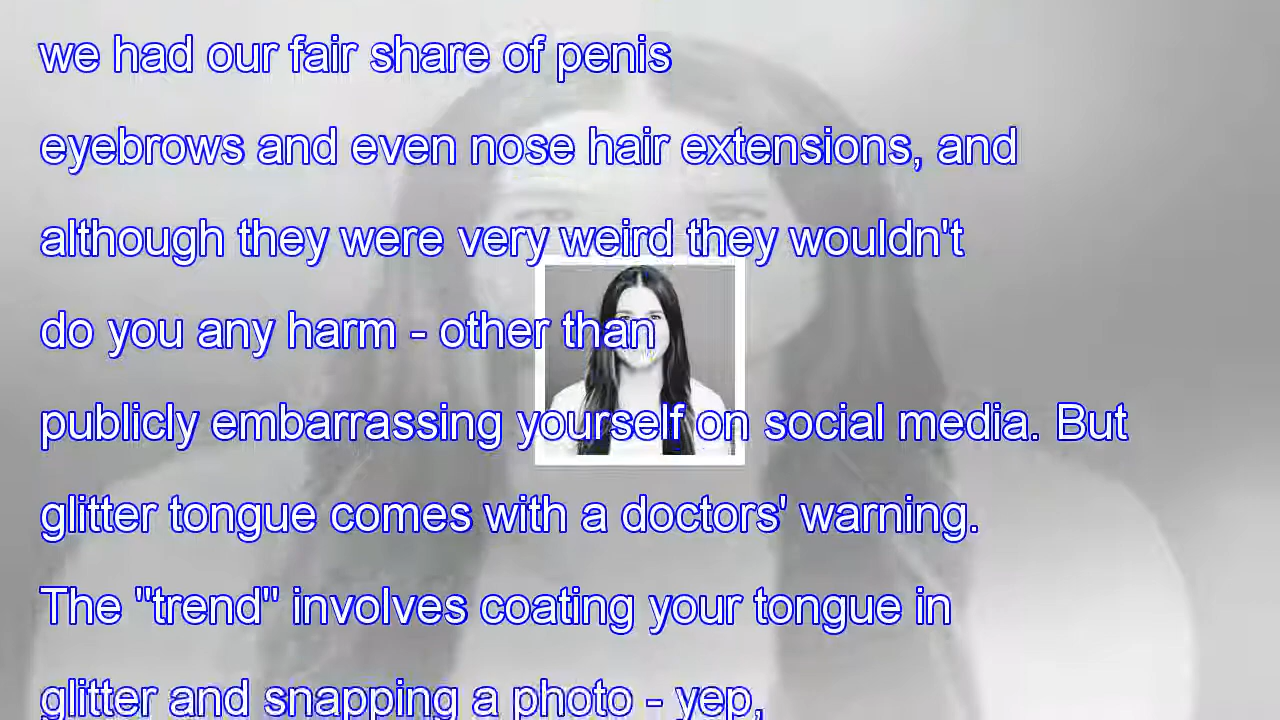 we had our fair share of penis
eyebrows and even nose hair extensions, and
although they were very weird they wouldn't
do you any harm - other than
publicly embarrassing yourself on social media. But
glitter tongue comes with a doctors' warning.
The "trend" involves coating your tongue in
glitter and snapping a photo - yep,